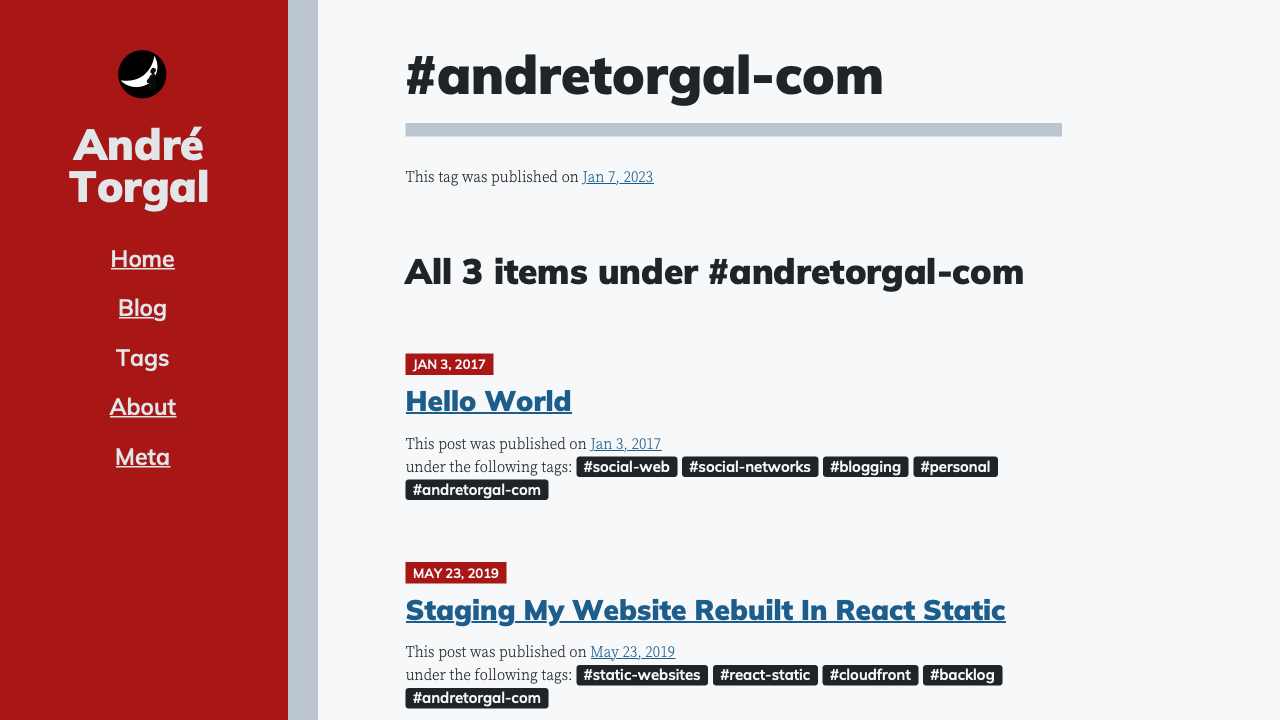 André
Torgal
Home
Blog
Tags
About
Meta
#andretorgal-com
This tag was published on Jan 7, 2023
All 3 items under #andretorgal-com
JAN 3, 2017
Hello World
This post was published on Jan 3, 2017
under the following tags: #social-web #social-networks #blogging #personal
#andretorgal-com
MAY 23, 2019
Staging My Website Rebuilt In React Static
This post was published on May 23, 2019
under the following tags: #static-websites #react-static #cloudfront #backlog
#andretorgal-com